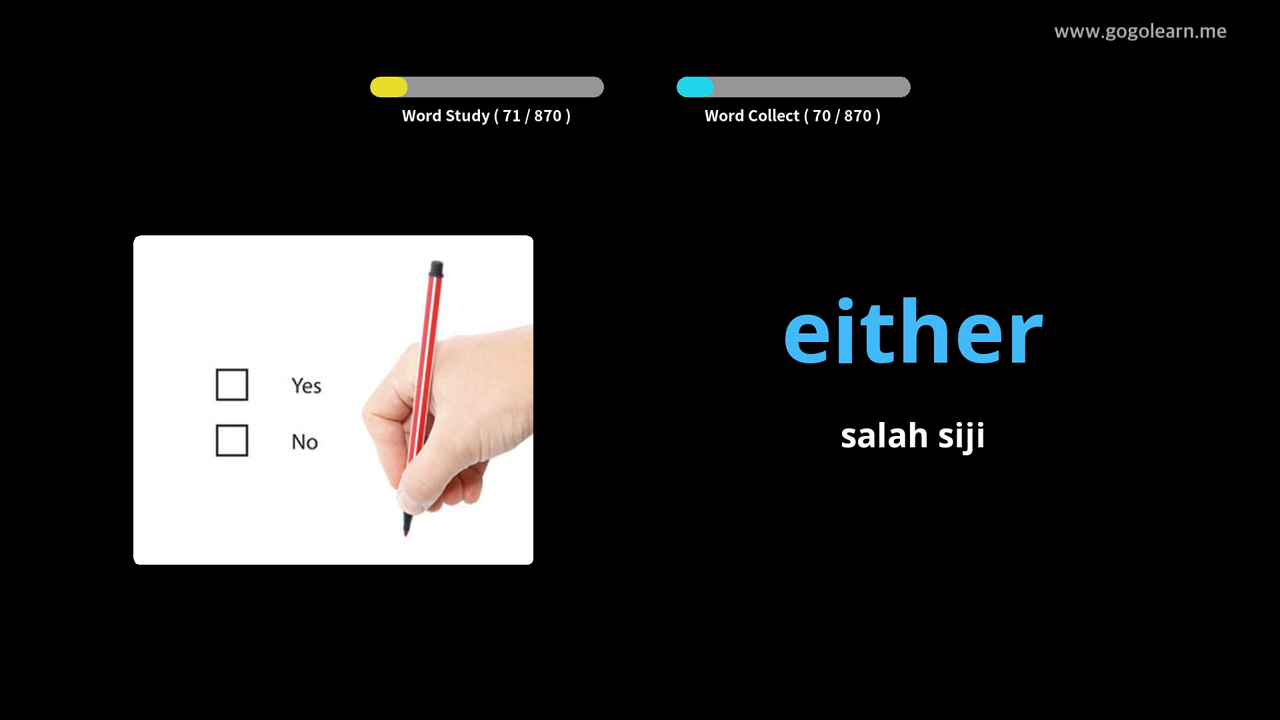 www.gogolearn.me
Word Study ( 71 / 870 )
Word Collect ( 70 / 870 )
Yes
No
either
salah siji